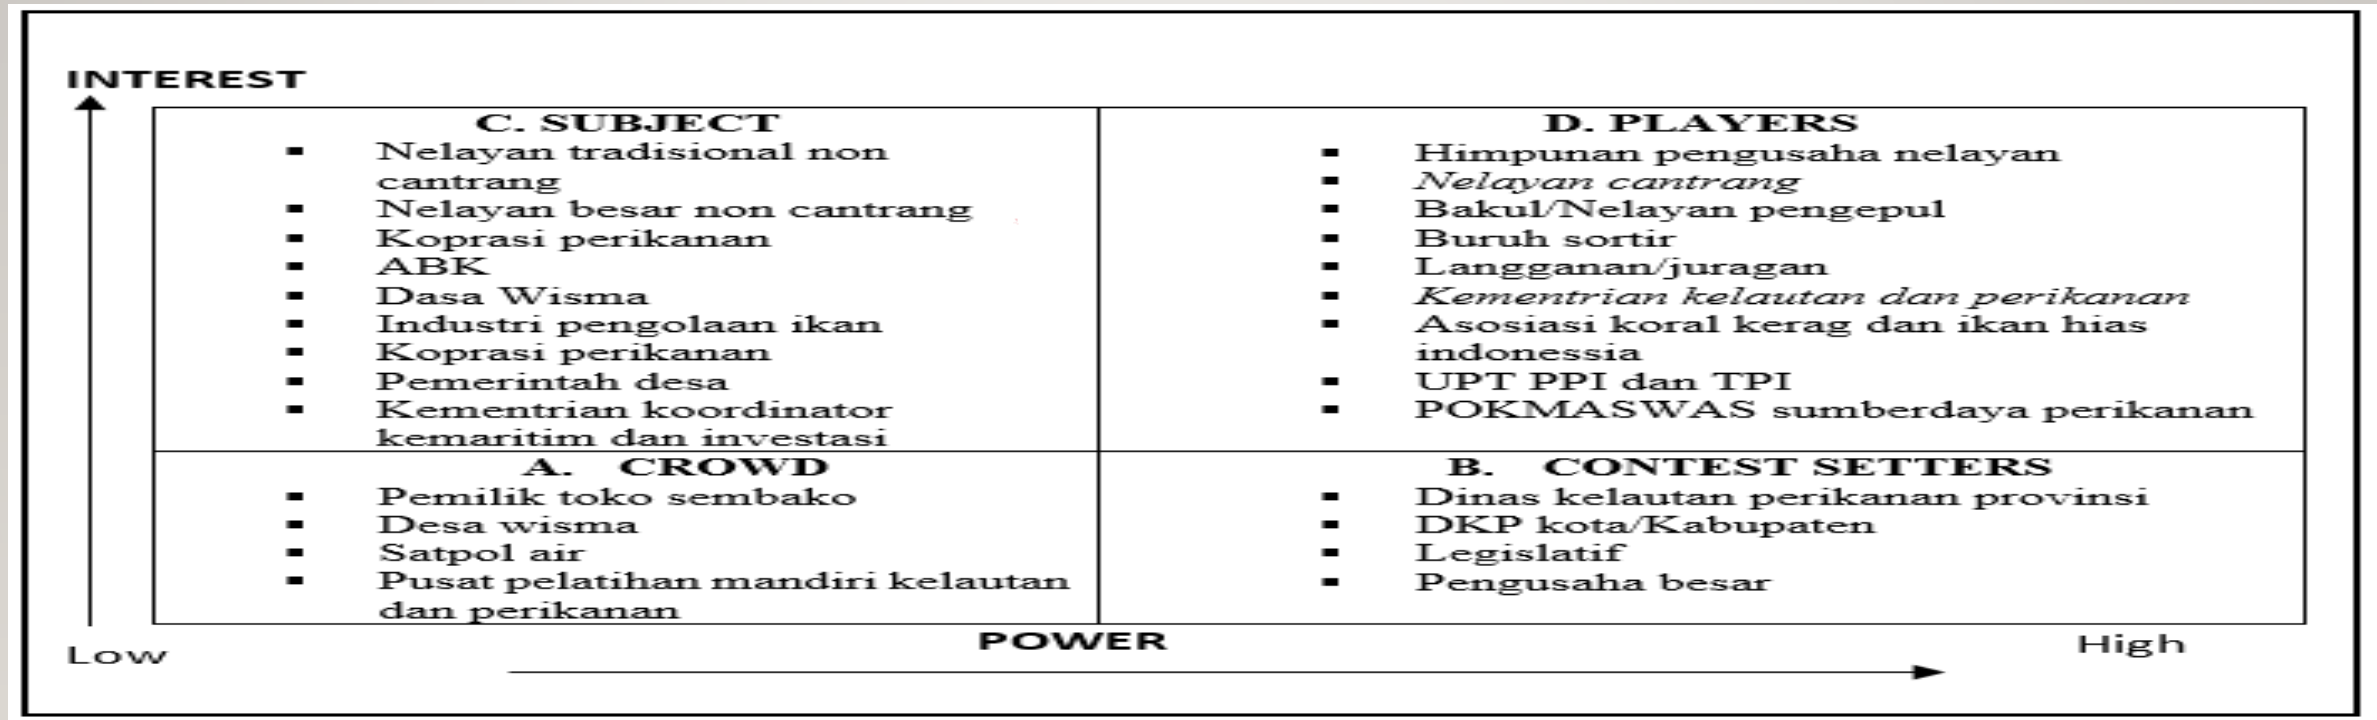 INTEREST
C. SUBJECT
▪ Nelayan tradisional non
cantrang
▪ Nelayan besar non cantrang
▪ Koprasi perikanan
▪ ABK
▪ Dasa Wisma
▪ Industri pengolaan ikan
▪ Koprasi perikanan
▪ Pemerintah desa
▪ Kementrian koordinator
kemaritim dan investasi
D. PLAYERS
▪ Himpunan pengusaha nelayan
▪ Nelayan cantrang
▪ Bakul/Nelayan pengepul
▪ Buruh sortir
▪ Langganan/juragan
▪ Kementrian kelautan dan perikanan
▪ Asosiasi koral kerag dan ikan hias
indonessia
▪ UPT PPI dan TPI
▪ POKMASWAS sumberdaya perikanan
A. CROWD
▪ Pemilik toko sembako
▪ Desa wisma
▪ Satpol air
▪ Pusat pelatihan mandiri kelautan
dan perikanan
B. CONTEST SETTERS
▪ Dinas kelautan perikanan provinsi
▪ DKP kota/Kabupaten
▪ Legislatif
▪ Pengusaha besar
Low
POWER
High